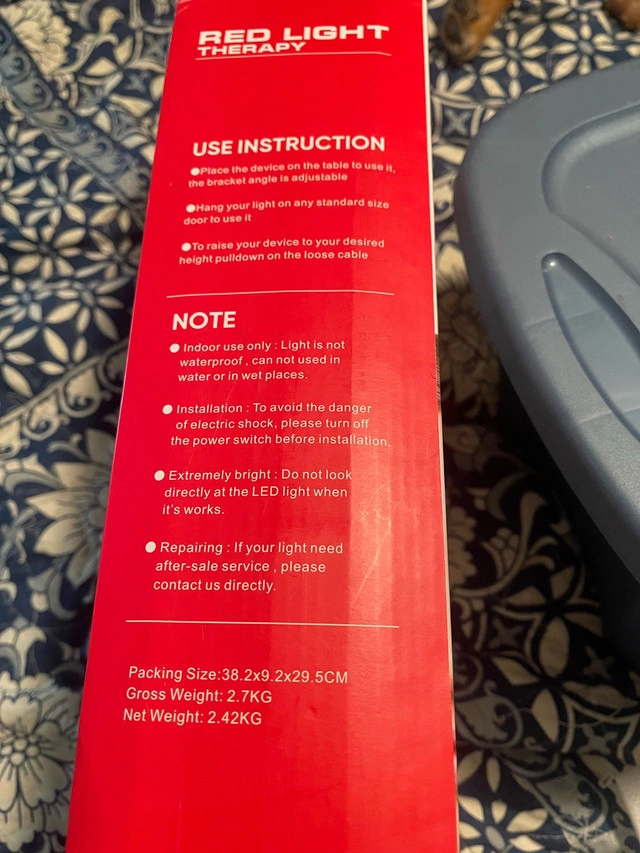 RED LIGHT
THERAPY
USE INSTRUCTION
●Place the device on the table to use it,
the bracket angle is adjustable
●Hang your light on any standard size
door to use it
●To raise your device to your desired
height pulldown on the loose cable
NOTE
● Indoor use only : Light is not
waterproof , can not used in
water or in wet places.
● Installation : To avoid the danger
of electric shock, please turn off
the power switch before installation.
● Extremely bright : Do not look
directly at the LED light when
it's works.
● Repairing : If your light need
after-sale service , please
contact us directly.
Packing Size:38.2x9.2x29.5CM
Gross Weight: 2.7KG
Net Weight: 2.42KG